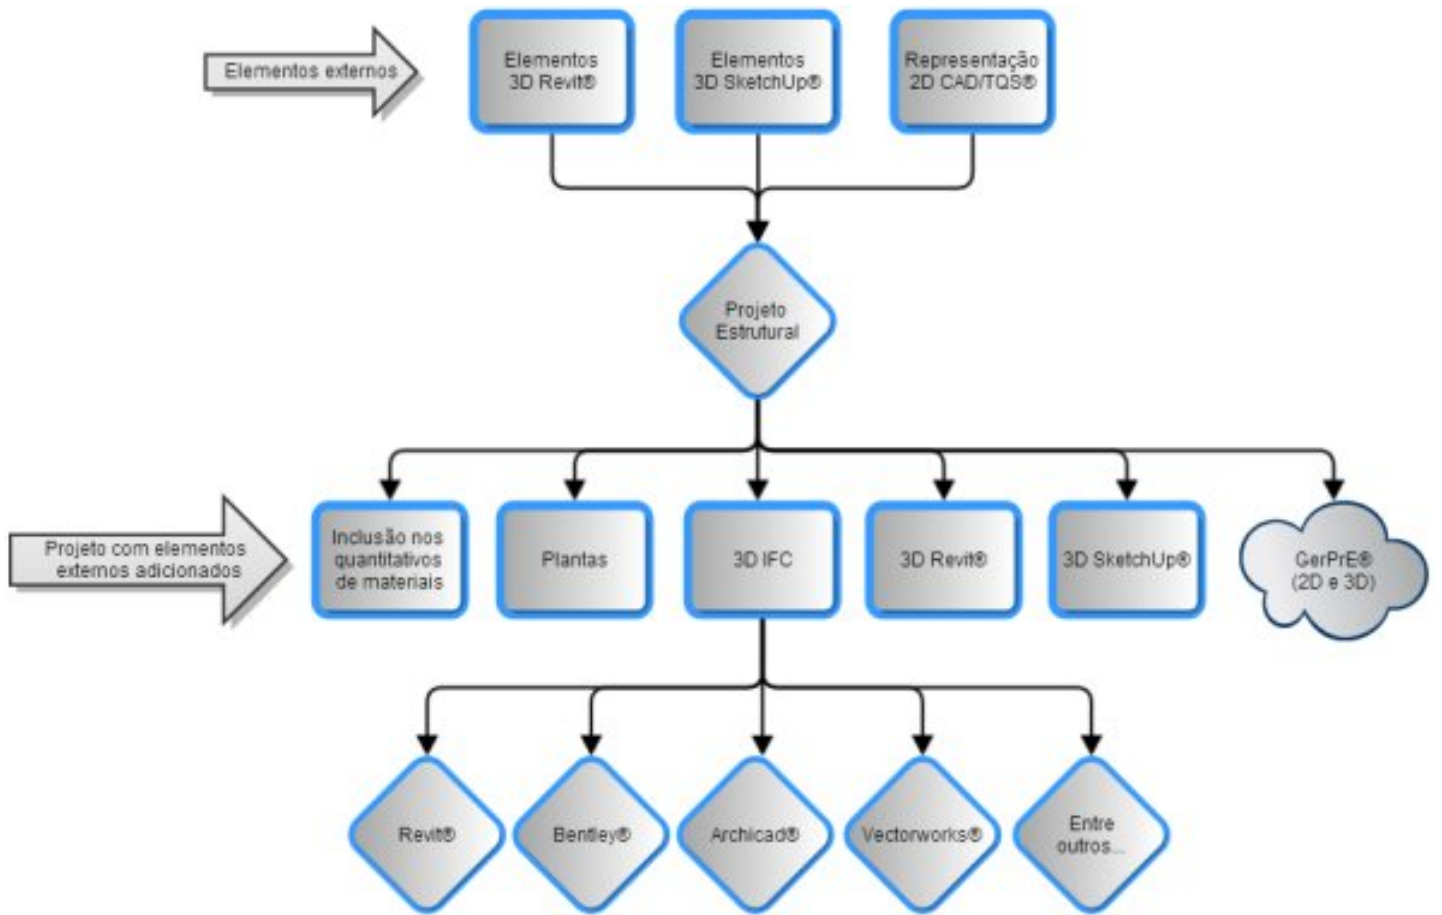 Elementos externos
Elementos
3D Revit®
Elementos
3D SketchUp®
Representação
2D CAD/TQS®
Projeto
Estrutural
Projeto com elementos
externos adicionados
Inclusão nos
quantitativos
de materiais
Plantas
3D IFC
3D Revit®
3D SketchUp®
GerPrE®
(2D e 3D)
Revit®
Bentley®
Archicad®
Vectorworks®
Entre
outros...